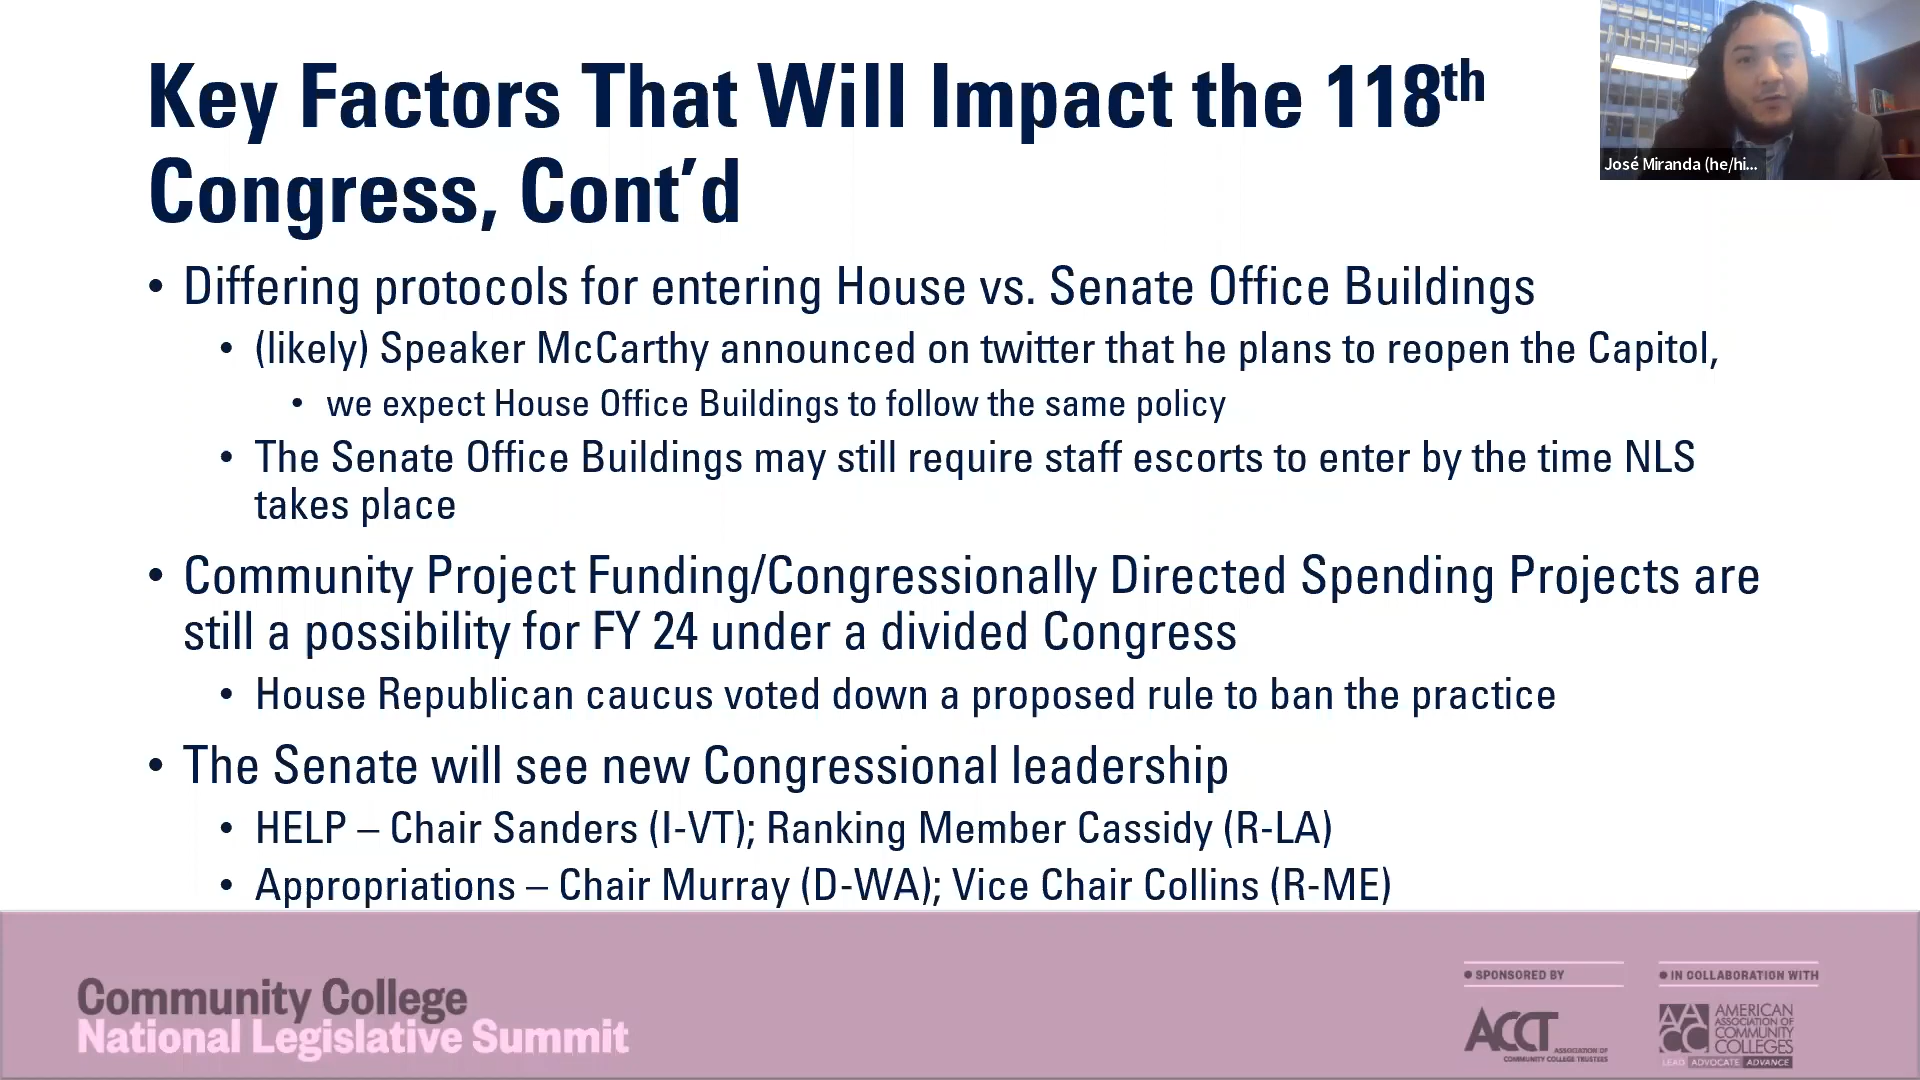 Key Factors That Will Impact the 118th
Congress, Cont’d
José Miranda (he/hi...
• Differing protocols for entering House vs. Senate Office Buildings
• (likely) Speaker McCarthy announced on twitter that he plans to reopen the Capitol,
• we expect House Office Buildings to follow the same policy
• The Senate Office Buildings may still require staff escorts to enter by the time NLS
takes place
• Community Project Funding/Congressionally Directed Spending Projects are
still a possibility for FY 24 under a divided Congress
• House Republican caucus voted down a proposed rule to ban the practice
• The Senate will see new Congressional leadership
• HELP – Chair Sanders (I-VT); Ranking Member Cassidy (R-LA)
• Appropriations – Chair Murray (D-WA); Vice Chair Collins (R-ME)
Community College
National Legislative Summit
• SPONSORED BY
ACCT
ASSOCIATION OF
COMMUNITY COLLEGE TRUSTEES
• IN COLLABORATION WITH
AACC
AMERICAN
ASSOCIATION OF
COMMUNITY
COLLEGES
LEAD ADVOCATE ADVANCE